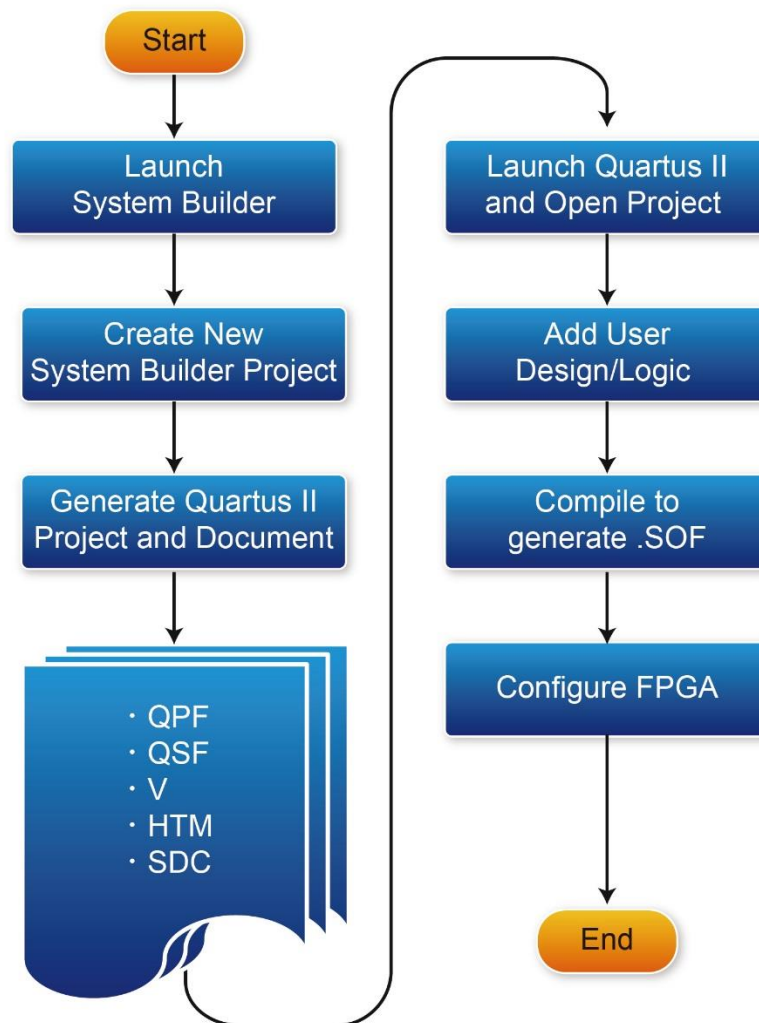 Start
Launch
System Builder
Create New
System Builder Project
Generate Quartus II
Project and Document
· QPF
· QSF
· V
· HTM
· SDC
Launch Quartus II
and Open Project
Add User
Design/Logic
Compile to
generate .SOF
Configure FPGA
End